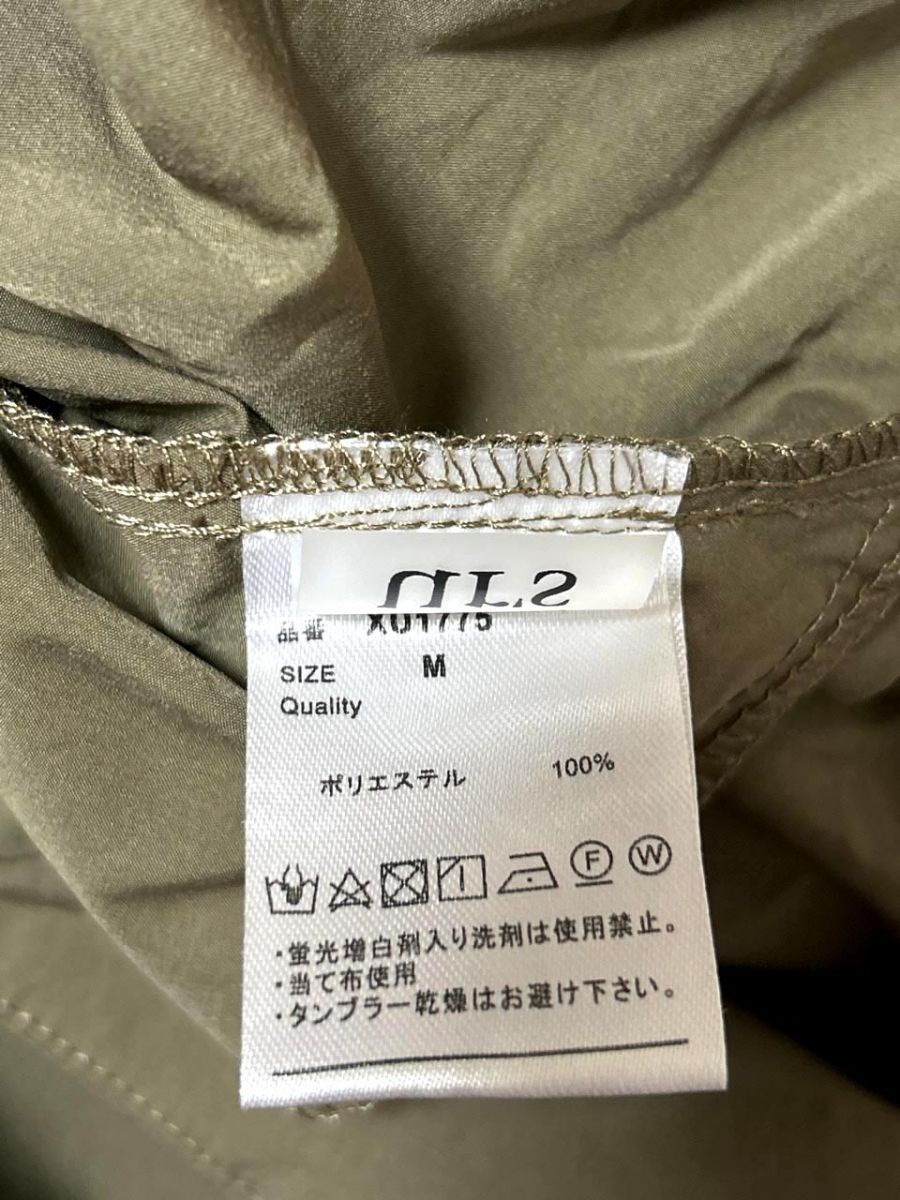 品番 X01775
SIZE M
Quality
ポリエステル 100%
F W
・蛍光増白剤入り洗剤は使用禁止。
・当て布使用
・タンブラー乾燥はお避け下さい。